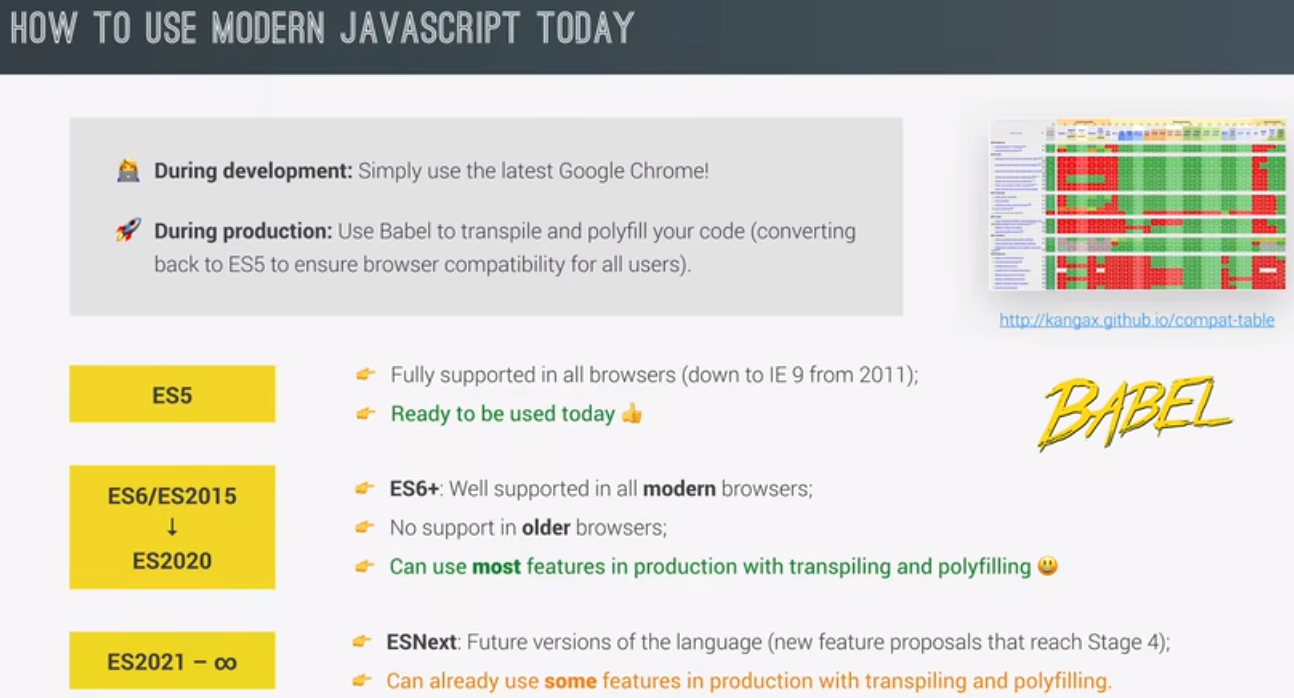 HOW TO USE MODERN JAVASCRIPT TODAY
During development: Simply use the latest Google Chrome!
During production: Use Babel to transpile and polyfill your code (converting
back to ES5 to ensure browser compatibility for all users).
http://kangax.github.io/compat-table
ES5
Fully supported in all browsers (down to IE 9 from 2011);
Ready to be used today 👍
BABEL
ES6/ES2015
↓
ES2020
ES6+: Well supported in all modern browsers;
No support in older browsers;
Can use most features in production with transpiling and polyfilling 😃
ES2021 – ∞
ESNext: Future versions of the language (new feature proposals that reach Stage 4);
Can already use some features in production with transpiling and polyfilling.